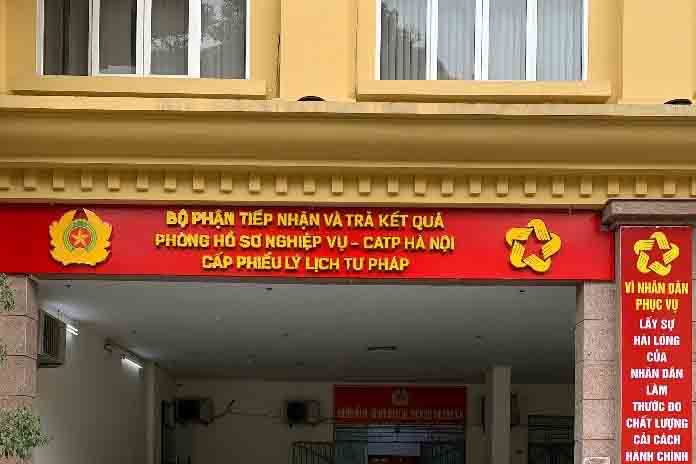 BỘ PHẬN TIẾP NHẬN VÀ TRẢ KẾT QUẢ
PHÒNG HỒ SƠ NGHIỆP VỤ - CATP HÀ NỘI
CẤP PHIẾU LÝ LỊCH TƯ PHÁP
VÌ NHÂN DÂN
PHỤC VỤ
LẤY SỰ
HÀI LÒNG
CỦA
NHÂN DÂN
LÀM
THƯỚC ĐO
CHẤT LƯỢNG
CẢI CÁCH
HÀNH CHÍNH